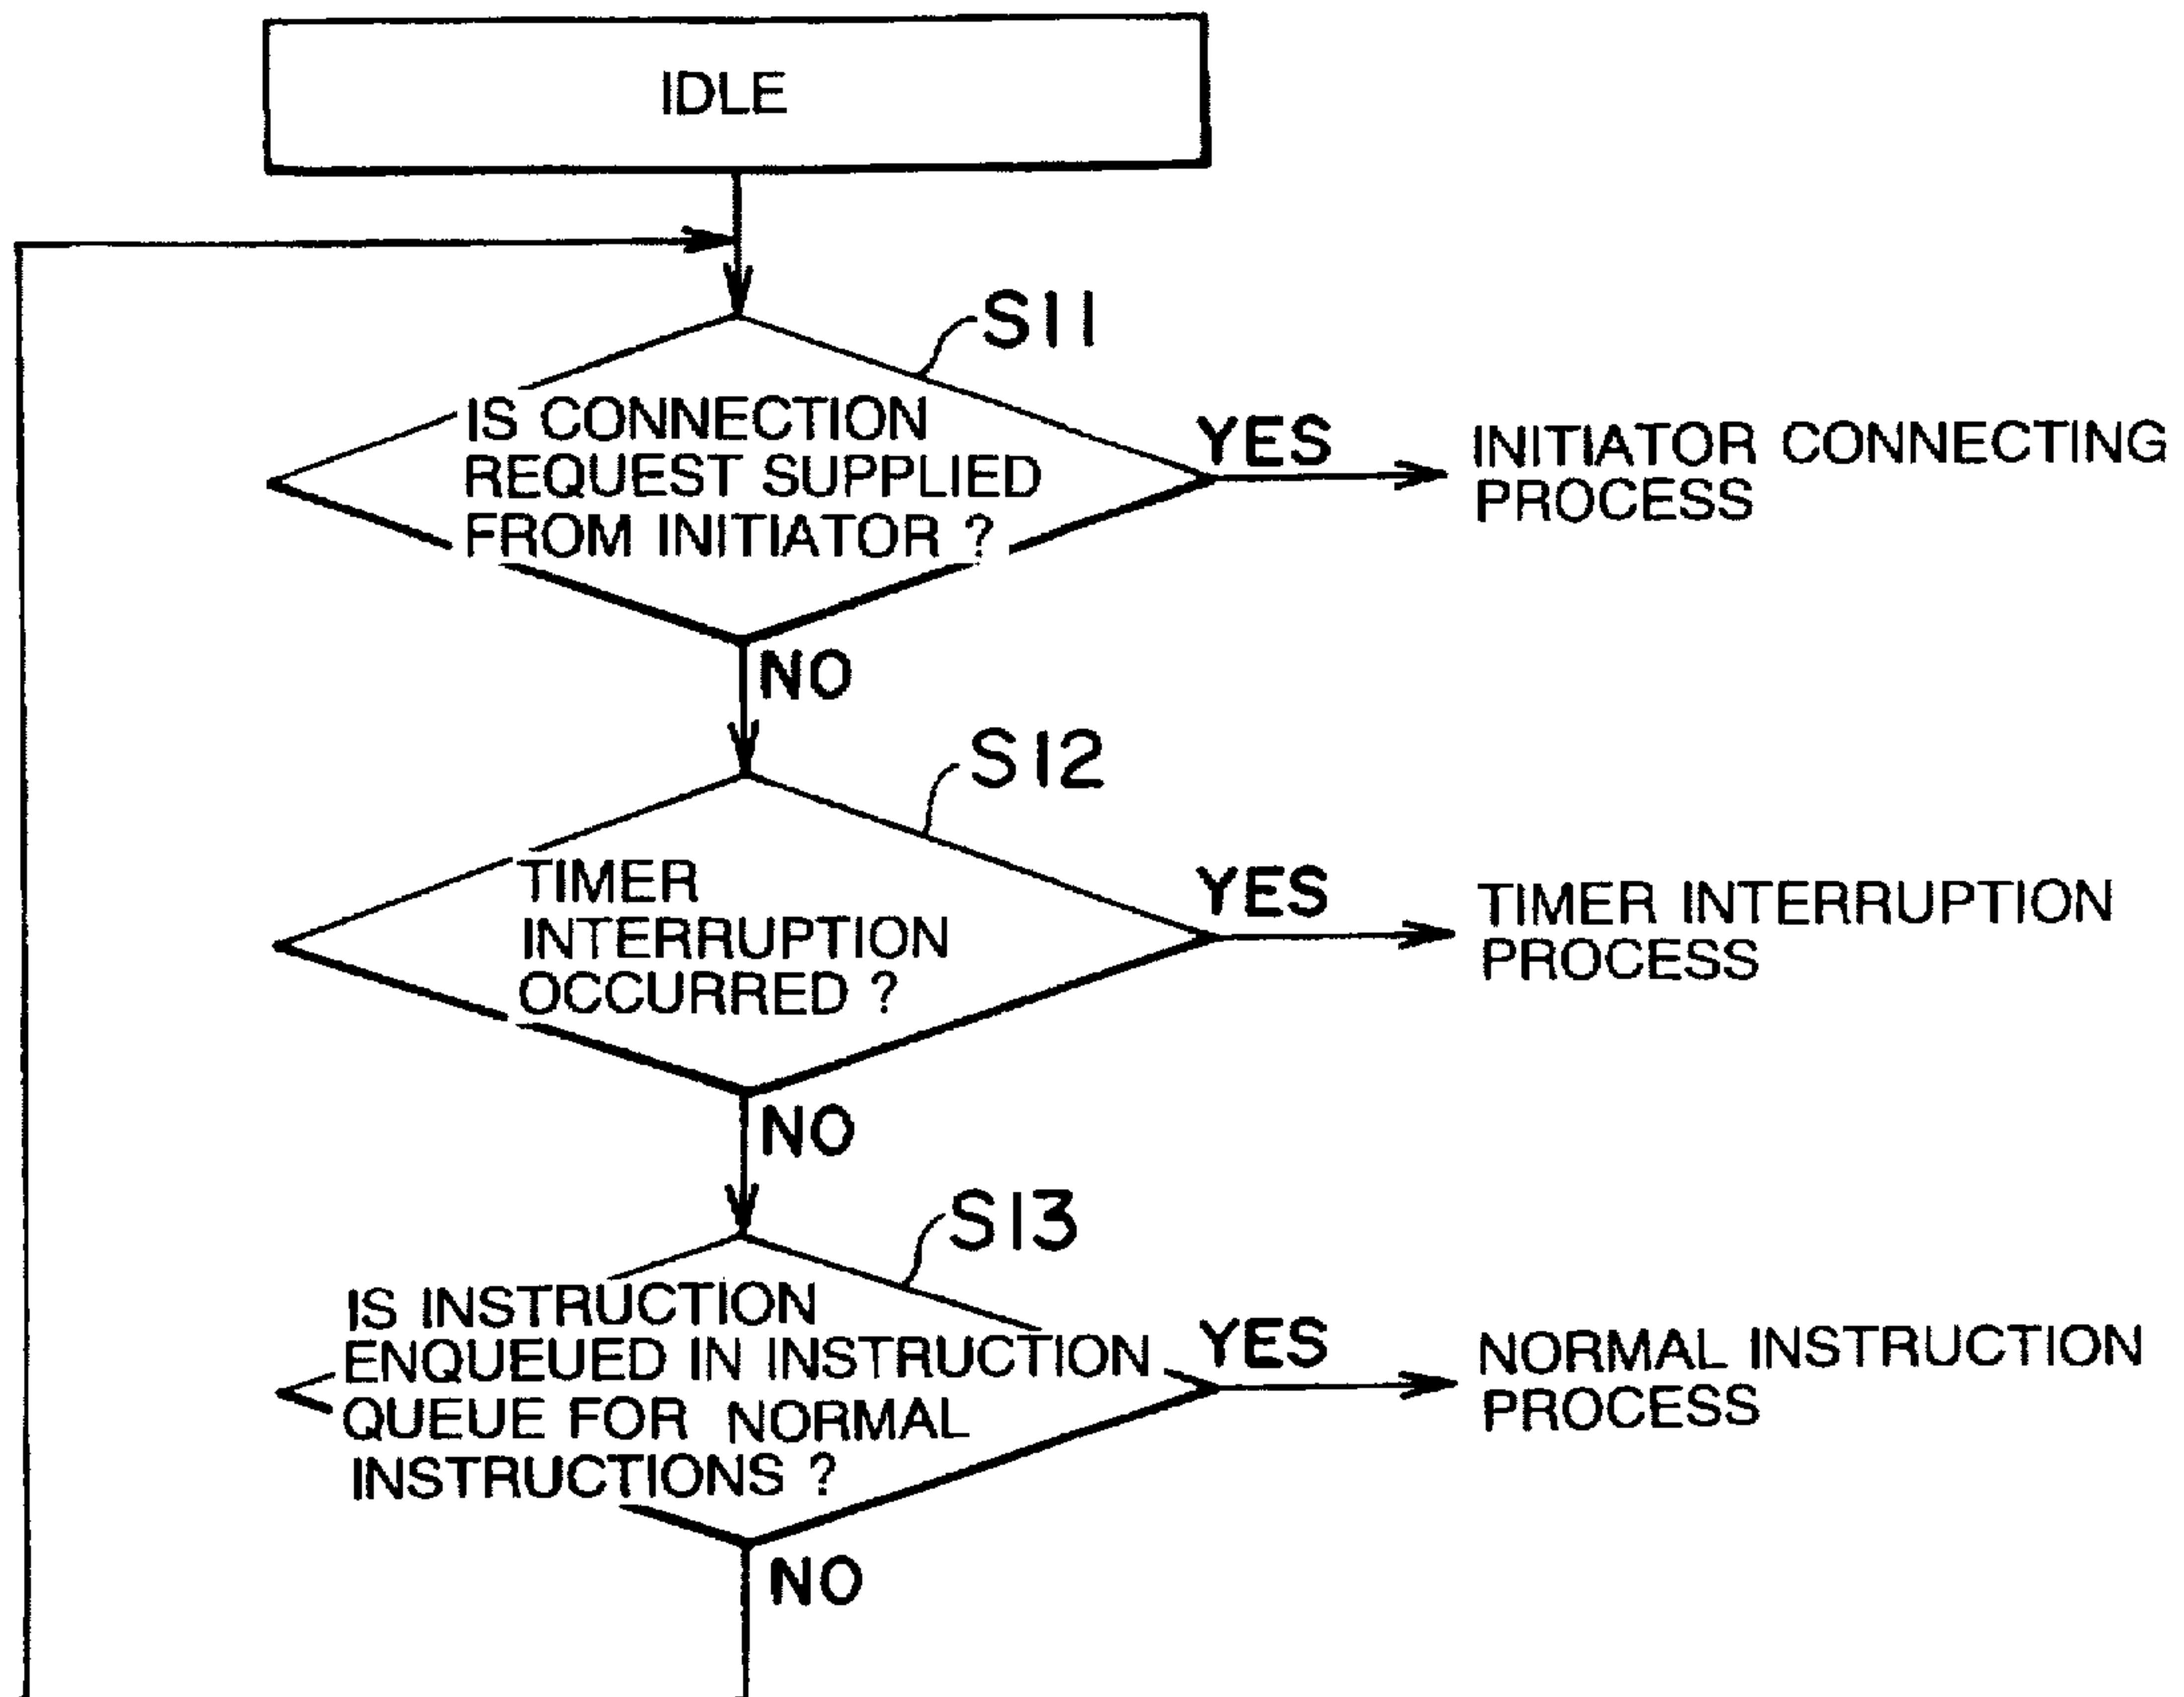 IDLE
S11
IS CONNECTION
REQUEST SUPPLIED
FROM INITIATOR ?
YES
INITIATOR CONNECTING
PROCESS
NO
S12
TIMER
INTERRUPTION
OCCURRED ?
YES
TIMER INTERRUPTION
PROCESS
NO
S13
IS INSTRUCTION
ENQUEUED IN INSTRUCTION
QUEUE FOR NORMAL
INSTRUCTIONS ?
YES
NORMAL INSTRUCTION
PROCESS
NO